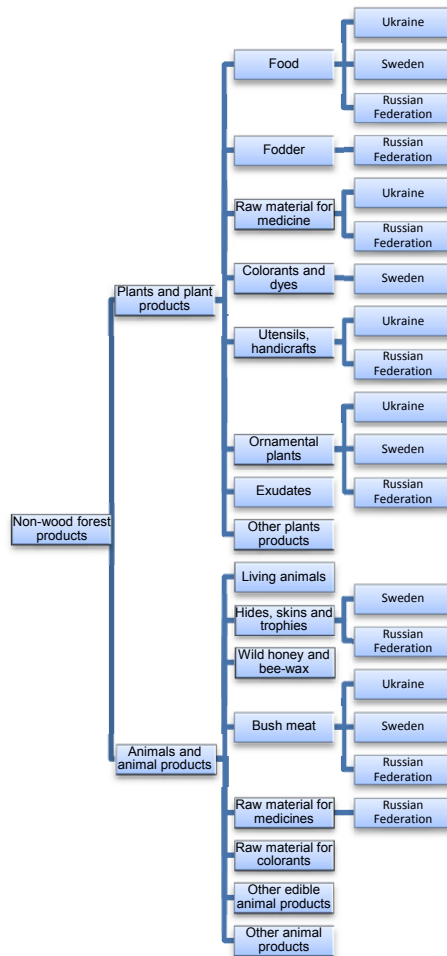 Non-wood forest
products
Plants and plant
products
Food
Ukraine
Sweden
Russian
Federation
Fodder
Russian
Federation
Raw material for
medicine
Ukraine
Russian
Federation
Colorants and
dyes
Sweden
Utensils,
handicrafts
Ukraine
Russian
Federation
Ornamental
plants
Ukraine
Sweden
Russian
Federation
Exudates
Other plants
products
Animals and
animal products
Living animals
Hides, skins and
trophies
Sweden
Russian
Federation
Wild honey and
bee-wax
Bush meat
Ukraine
Sweden
Russian
Federation
Raw material for
medicines
Russian
Federation
Raw material for
colorants
Other edible
animal products
Other animal
products